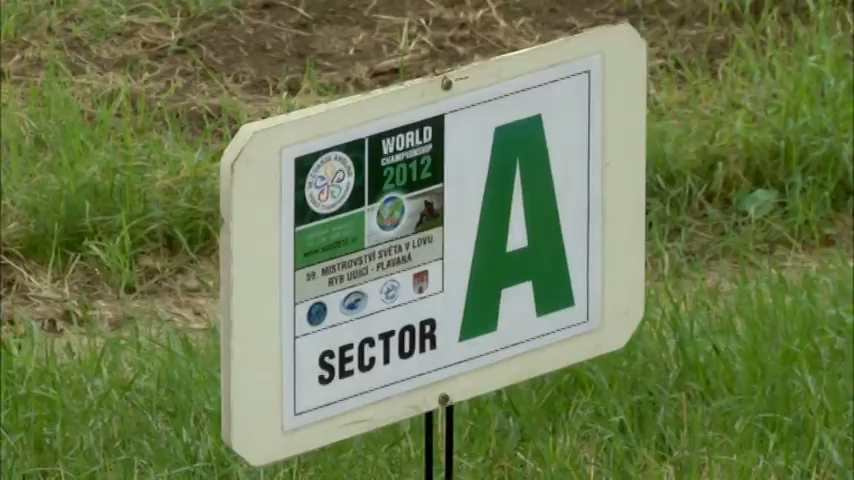 WORLD
CHAMPIONSHIP
2012
59. MISTROVSTVÍ SVĚTA V LOVU
RYB UDICÍ - PLAVANÁ
SECTOR
A